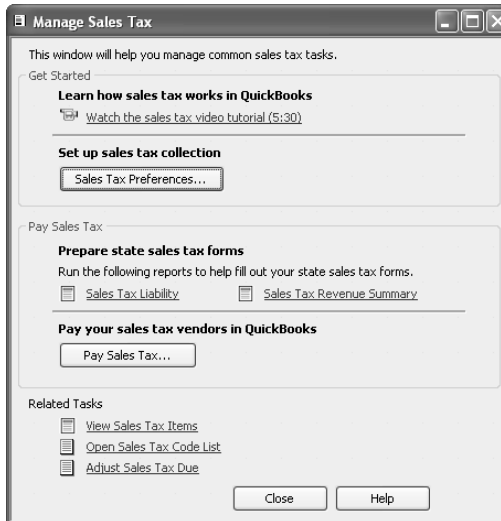 Manage Sales Tax
This window will help you manage common sales tax tasks.
Get Started
Learn how sales tax works in QuickBooks
Watch the sales tax video tutorial (5:30)
Set up sales tax collection
Sales Tax Preferences...
Pay Sales Tax
Prepare state sales tax forms
Run the following reports to help fill out your state sales tax forms.
Sales Tax Liability Sales Tax Revenue Summary
Pay your sales tax vendors in QuickBooks
Pay Sales Tax...
Related Tasks
View Sales Tax Items
Open Sales Tax Code List
Adjust Sales Tax Due
Close Help